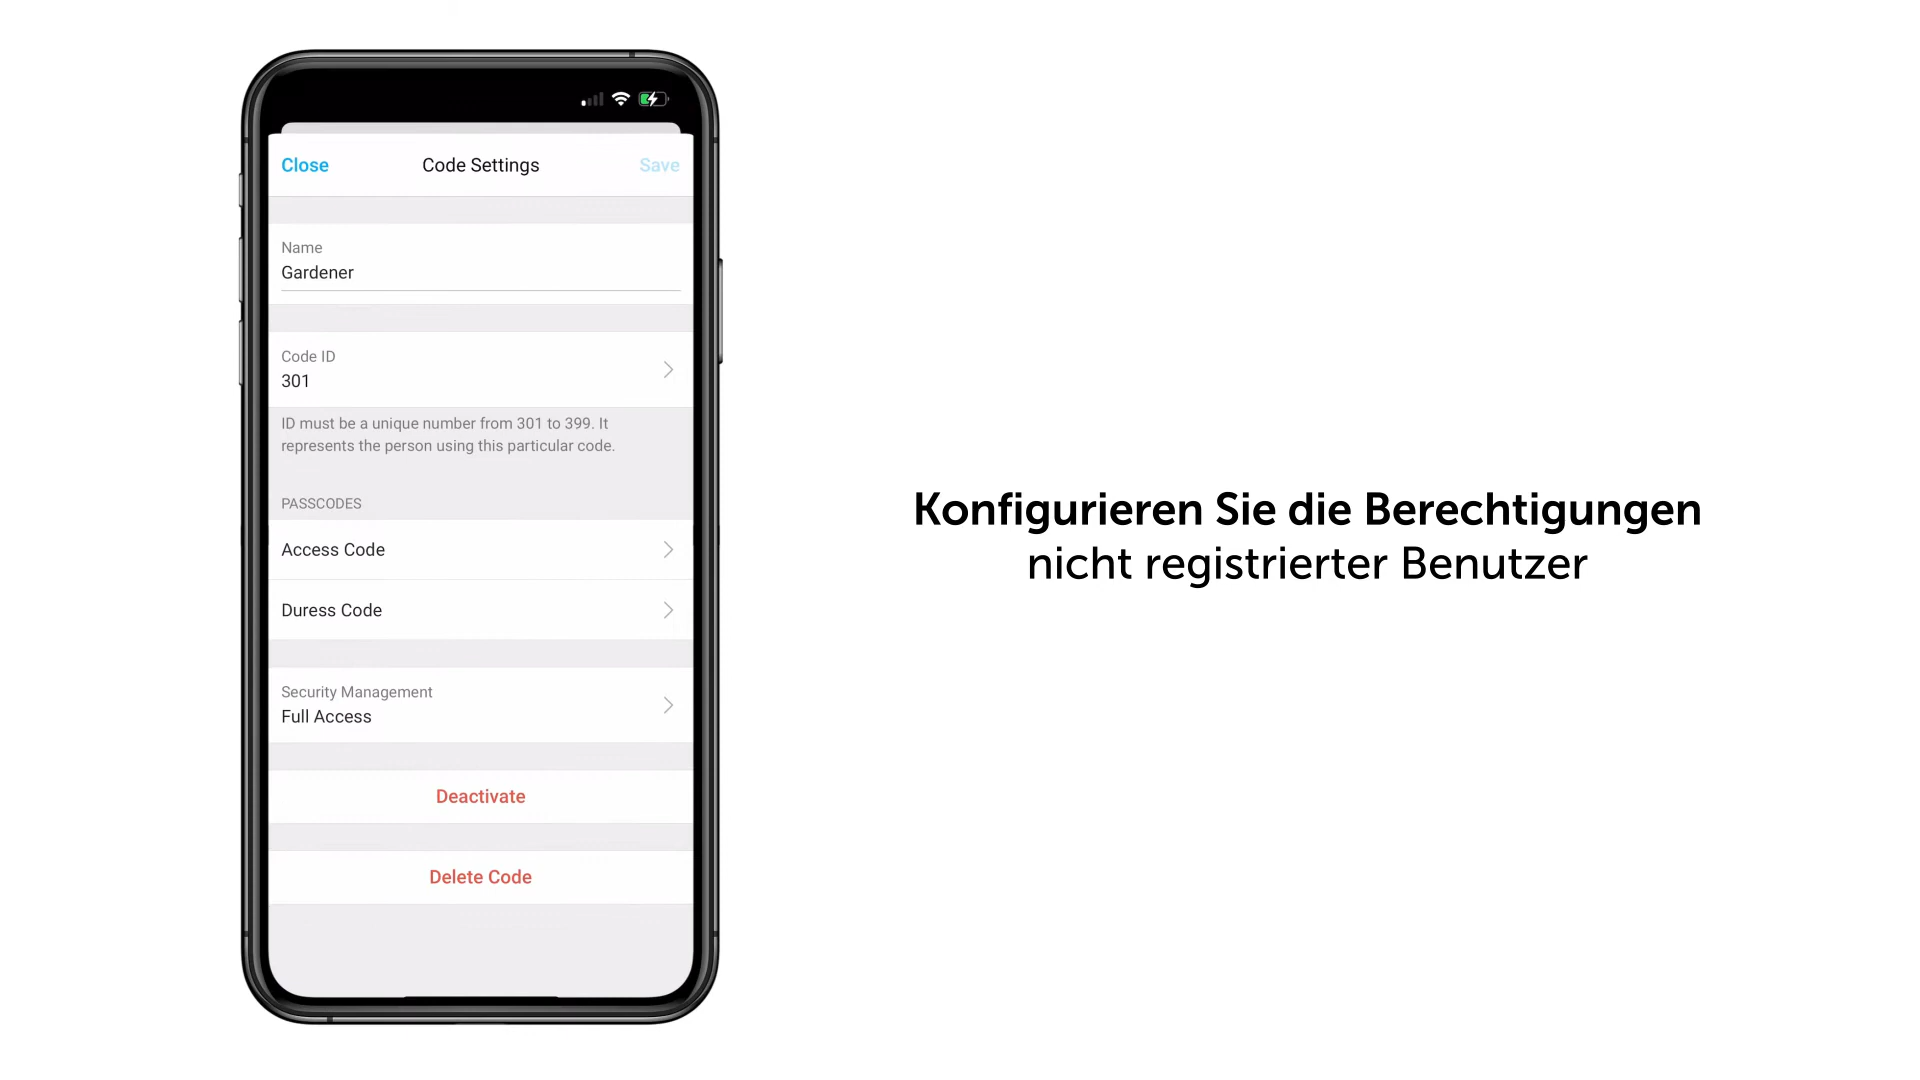 Close
Code Settings
Save
Name
Gardener
Code ID
301
ID must be a unique number from 301 to 399. It
represents the person using this particular code.
PASSCODES
Access Code
Duress Code
Security Management
Full Access
Deactivate
Delete Code
Konfigurieren Sie die Berechtigungen
nicht registrierter Benutzer